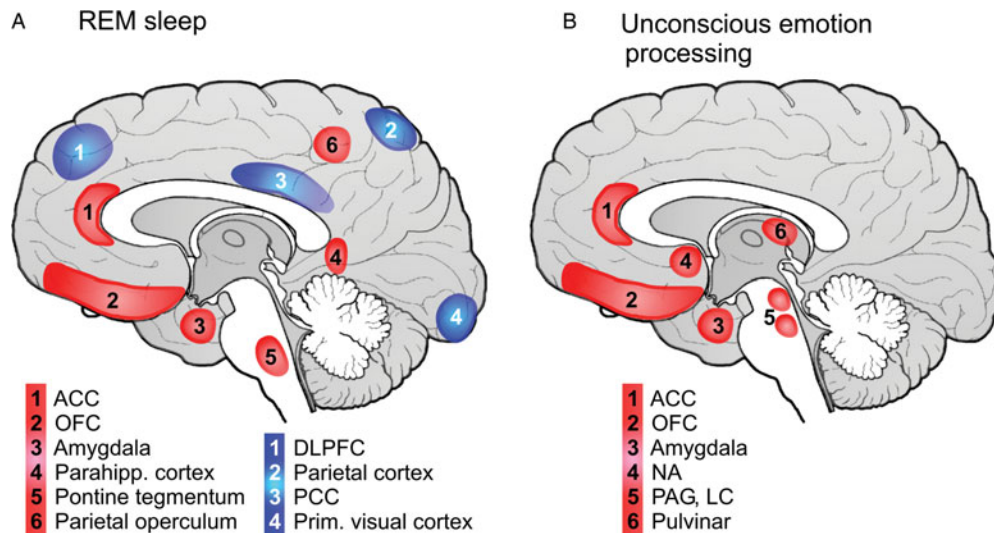 A REM sleep
B Unconscious emotion
processing
1
2
3
4
5
6
1
2
3
4
1
2
3
4
5
6
1 ACC
2 OFC
3 Amygdala
4 Parahipp. cortex
5 Pontine tegmentum
6 Parietal operculum
1 DLPFC
2 Parietal cortex
3 PCC
4 Prim. visual cortex
1 ACC
2 OFC
3 Amygdala
4 NA
5 PAG, LC
6 Pulvinar